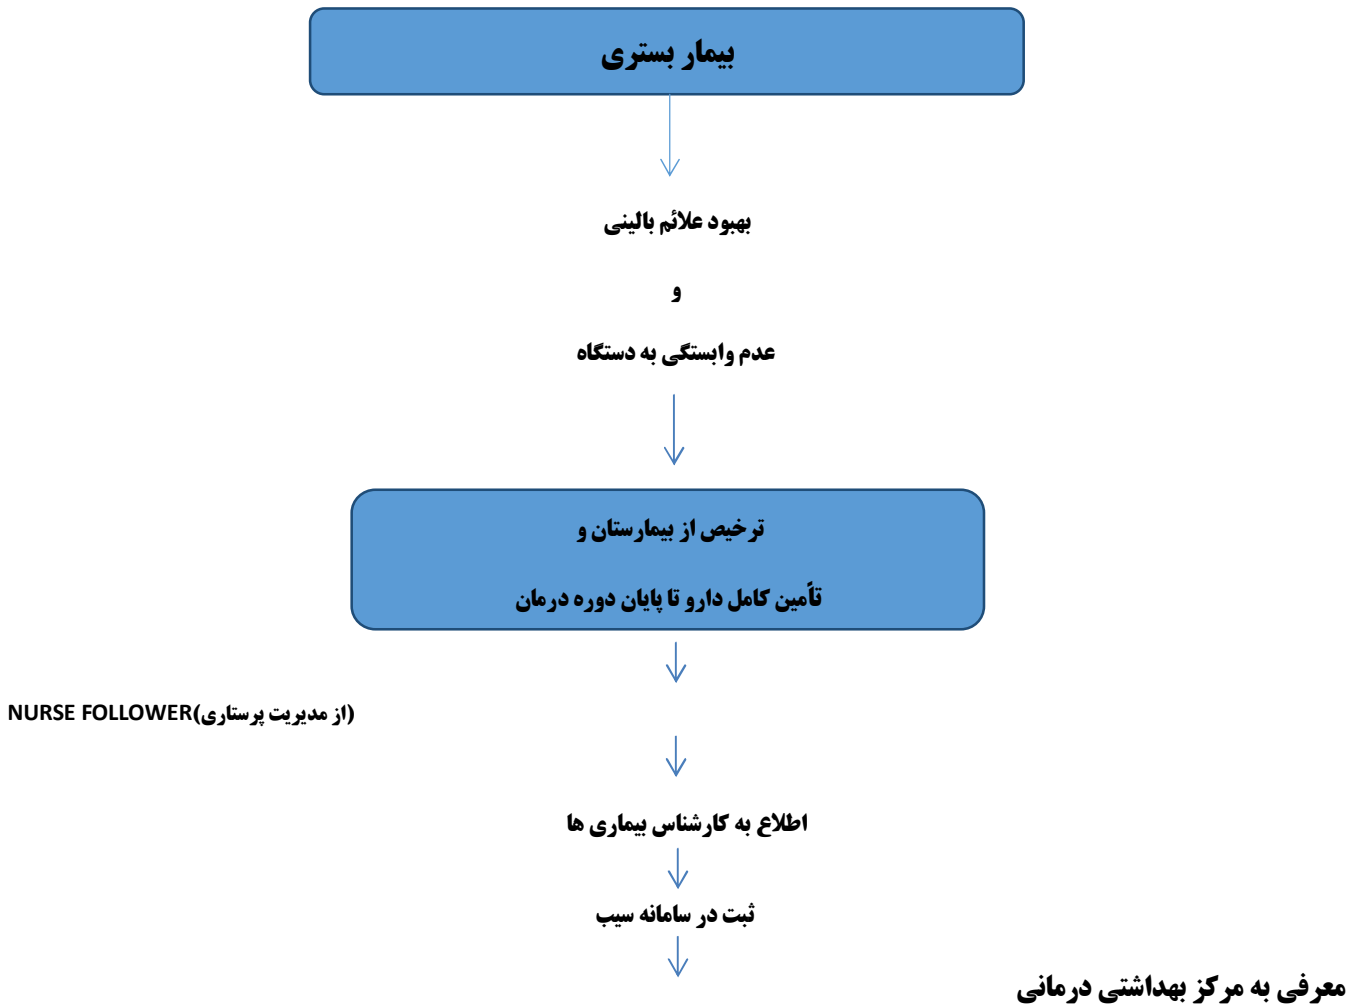 بیمار بستری
بهبود علائم بالینی
و
عدم وابستگی به دستگاه
ترخیص از بیمارستان و
تأمین کامل دارو تا پایان دوره درمان
NURSE FOLLOWER(از مدیریت پرستاری)
اطلاع به کارشناس بیماری ها
ثبت در سامانه سیب
معرفی به مرکز بهداشتی درمانی